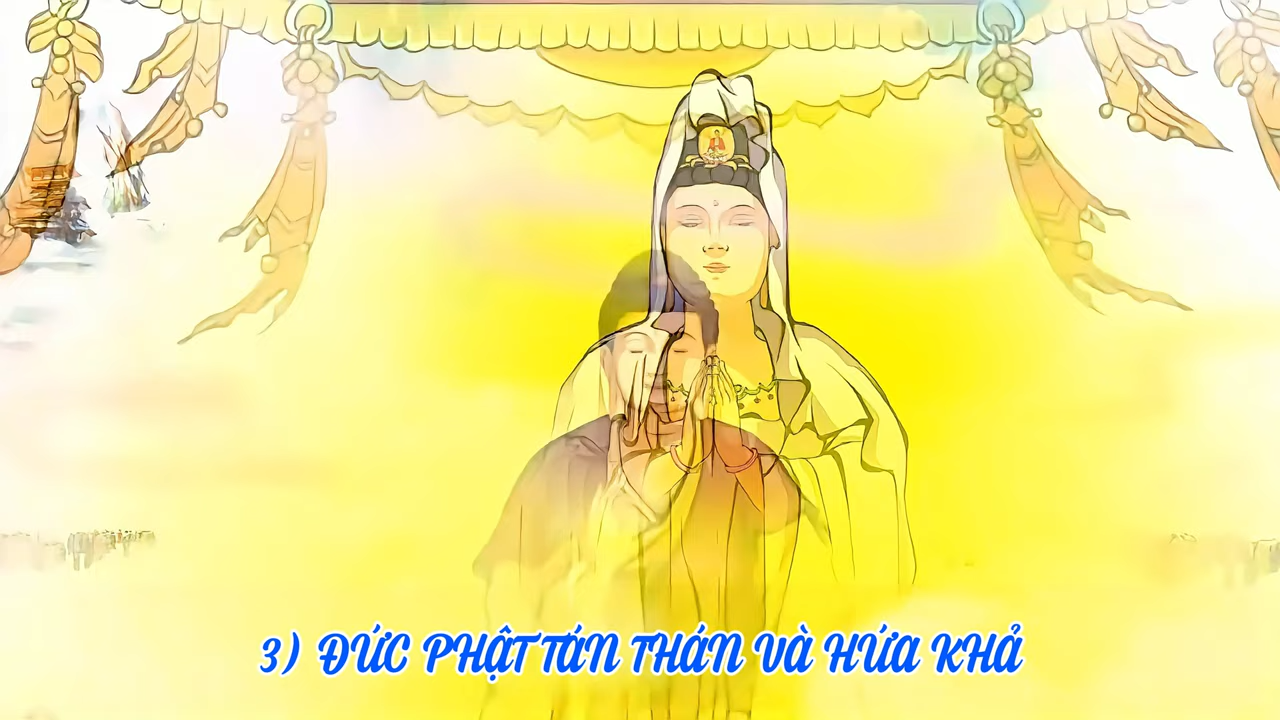 3) ĐỨC PHẬT TÁN THÁN VÀ HỨA KHẢ